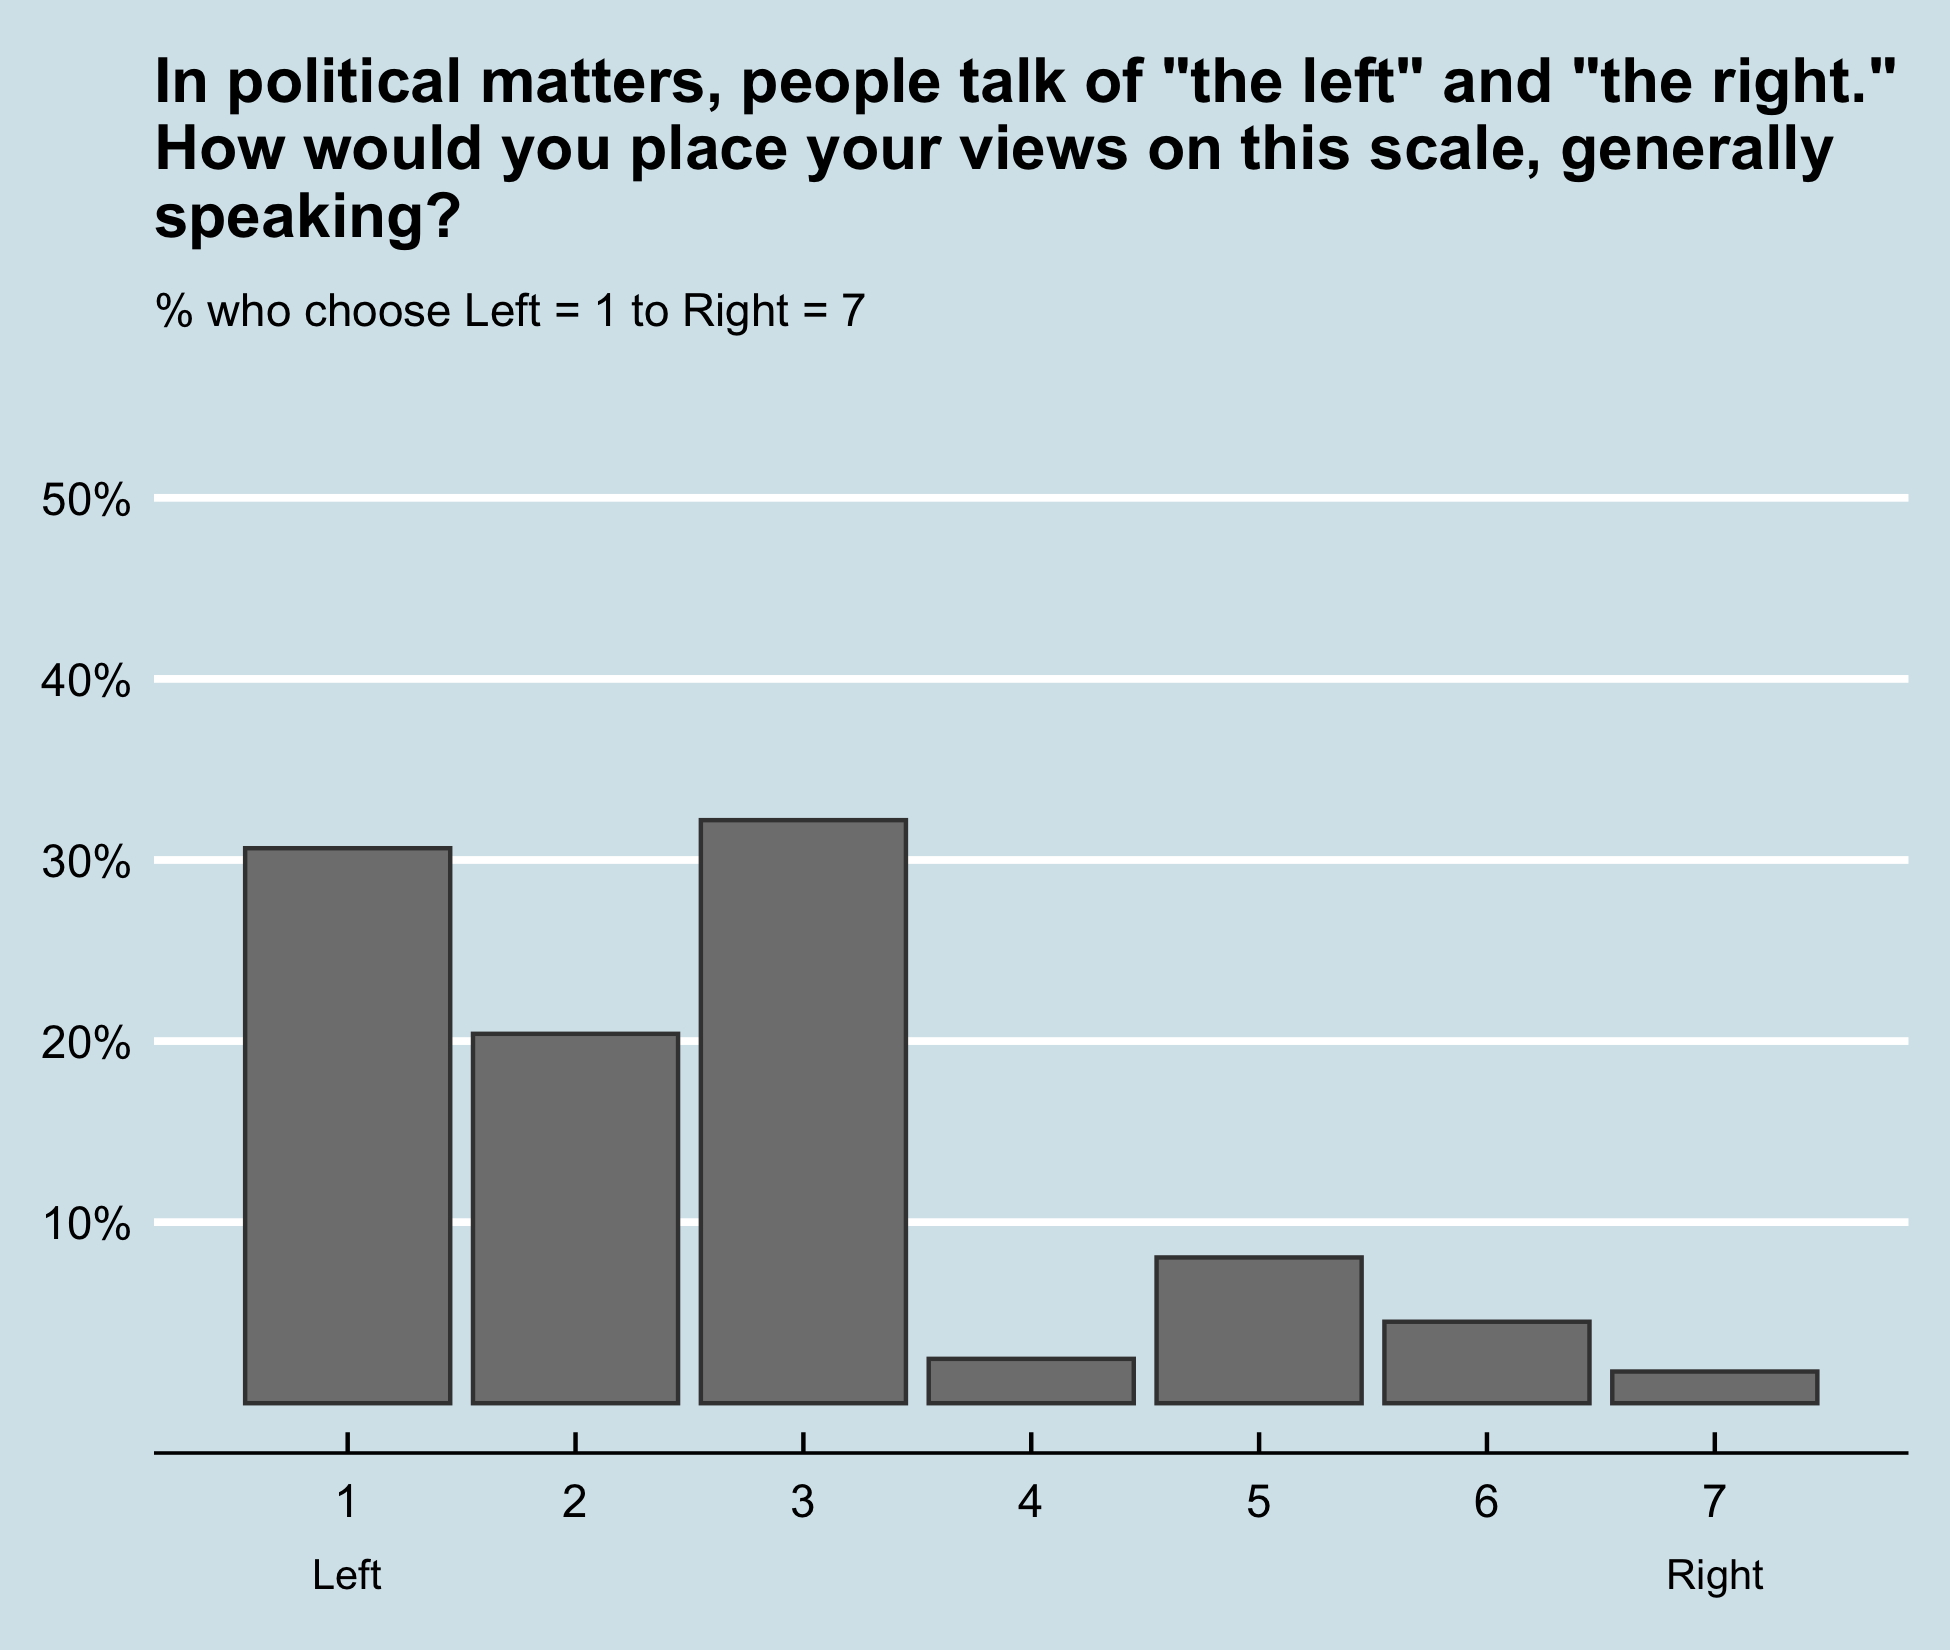 In political matters, people talk of "the left" and "the right."
How would you place your views on this scale, generally
speaking?
% who choose Left = 1 to Right = 7
50%
40%
30%
20%
10%
1 2 3 4 5 6 7
Left Right